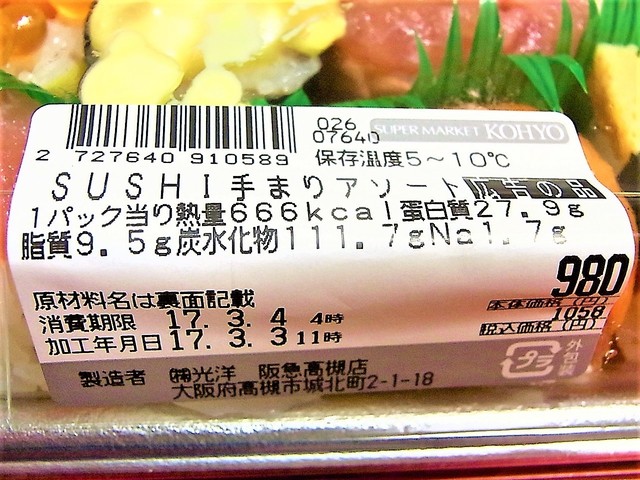 026
07640
SUPER MARKET KOHYO
2 727640 910589
保存温度5~10℃
SUSHI手まりアソート広告の品
1パック当り熱量666kcal蛋白質27.9g
脂質9.5g炭水化物111.7gNa1.7g
980
本体価格(円)
原材料名は裏面記載
1058
消費期限 17.3.4 4時
税込価格(円)
加工年月日17.3.3 11時
プラ
外包装
製造者 ㈱光洋 阪急高槻店
大阪府高槻市城北町2-1-18